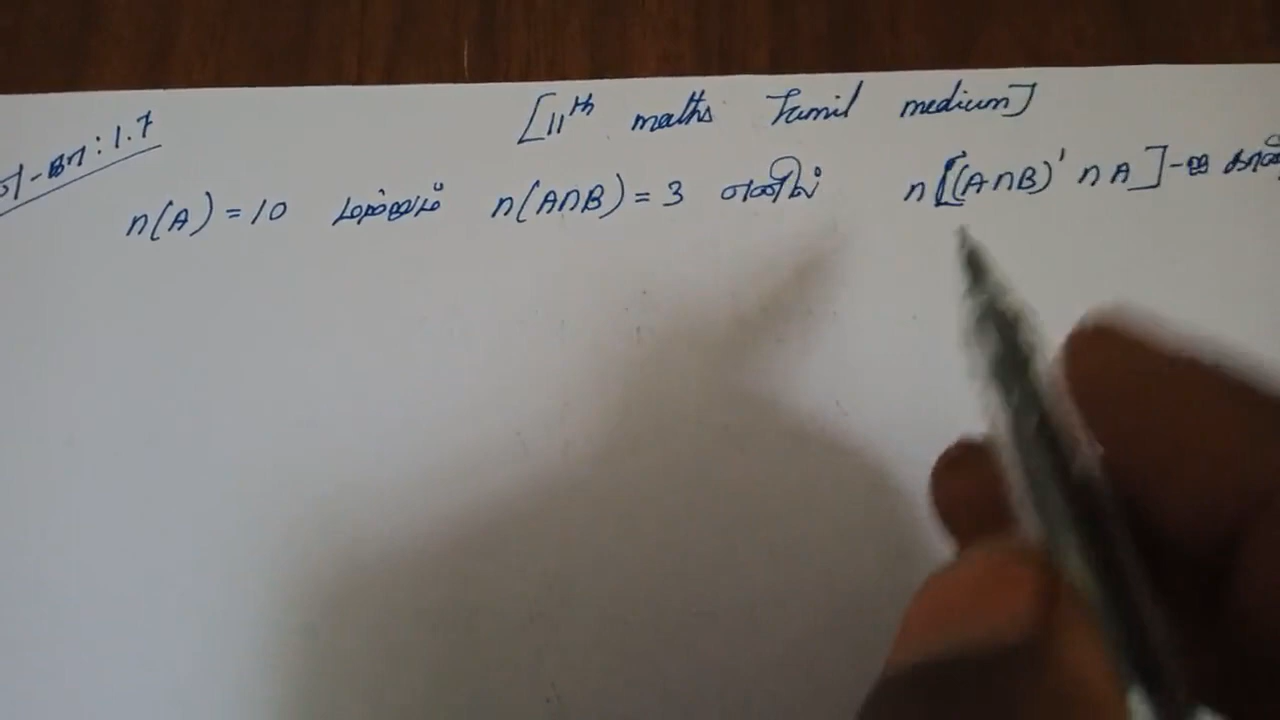 [11th maths Tamil medium]
எ-கா : 1.7
n(A) = 10 மற்றும் n(A∩B) = 3 எனில் n[(A∩B)' ∩ A] - ஐ